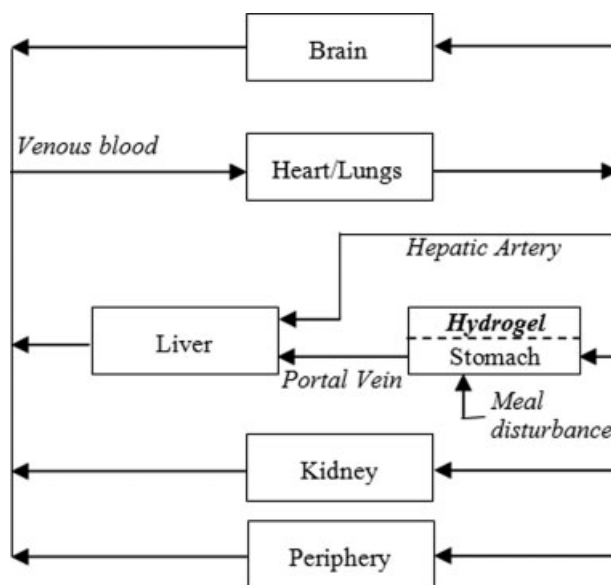 Brain
Venous blood
Heart/Lungs
Hepatic Artery
Hydrogel
Liver
Stomach
Portal Vein
Meal
disturbance
Kidney
Periphery